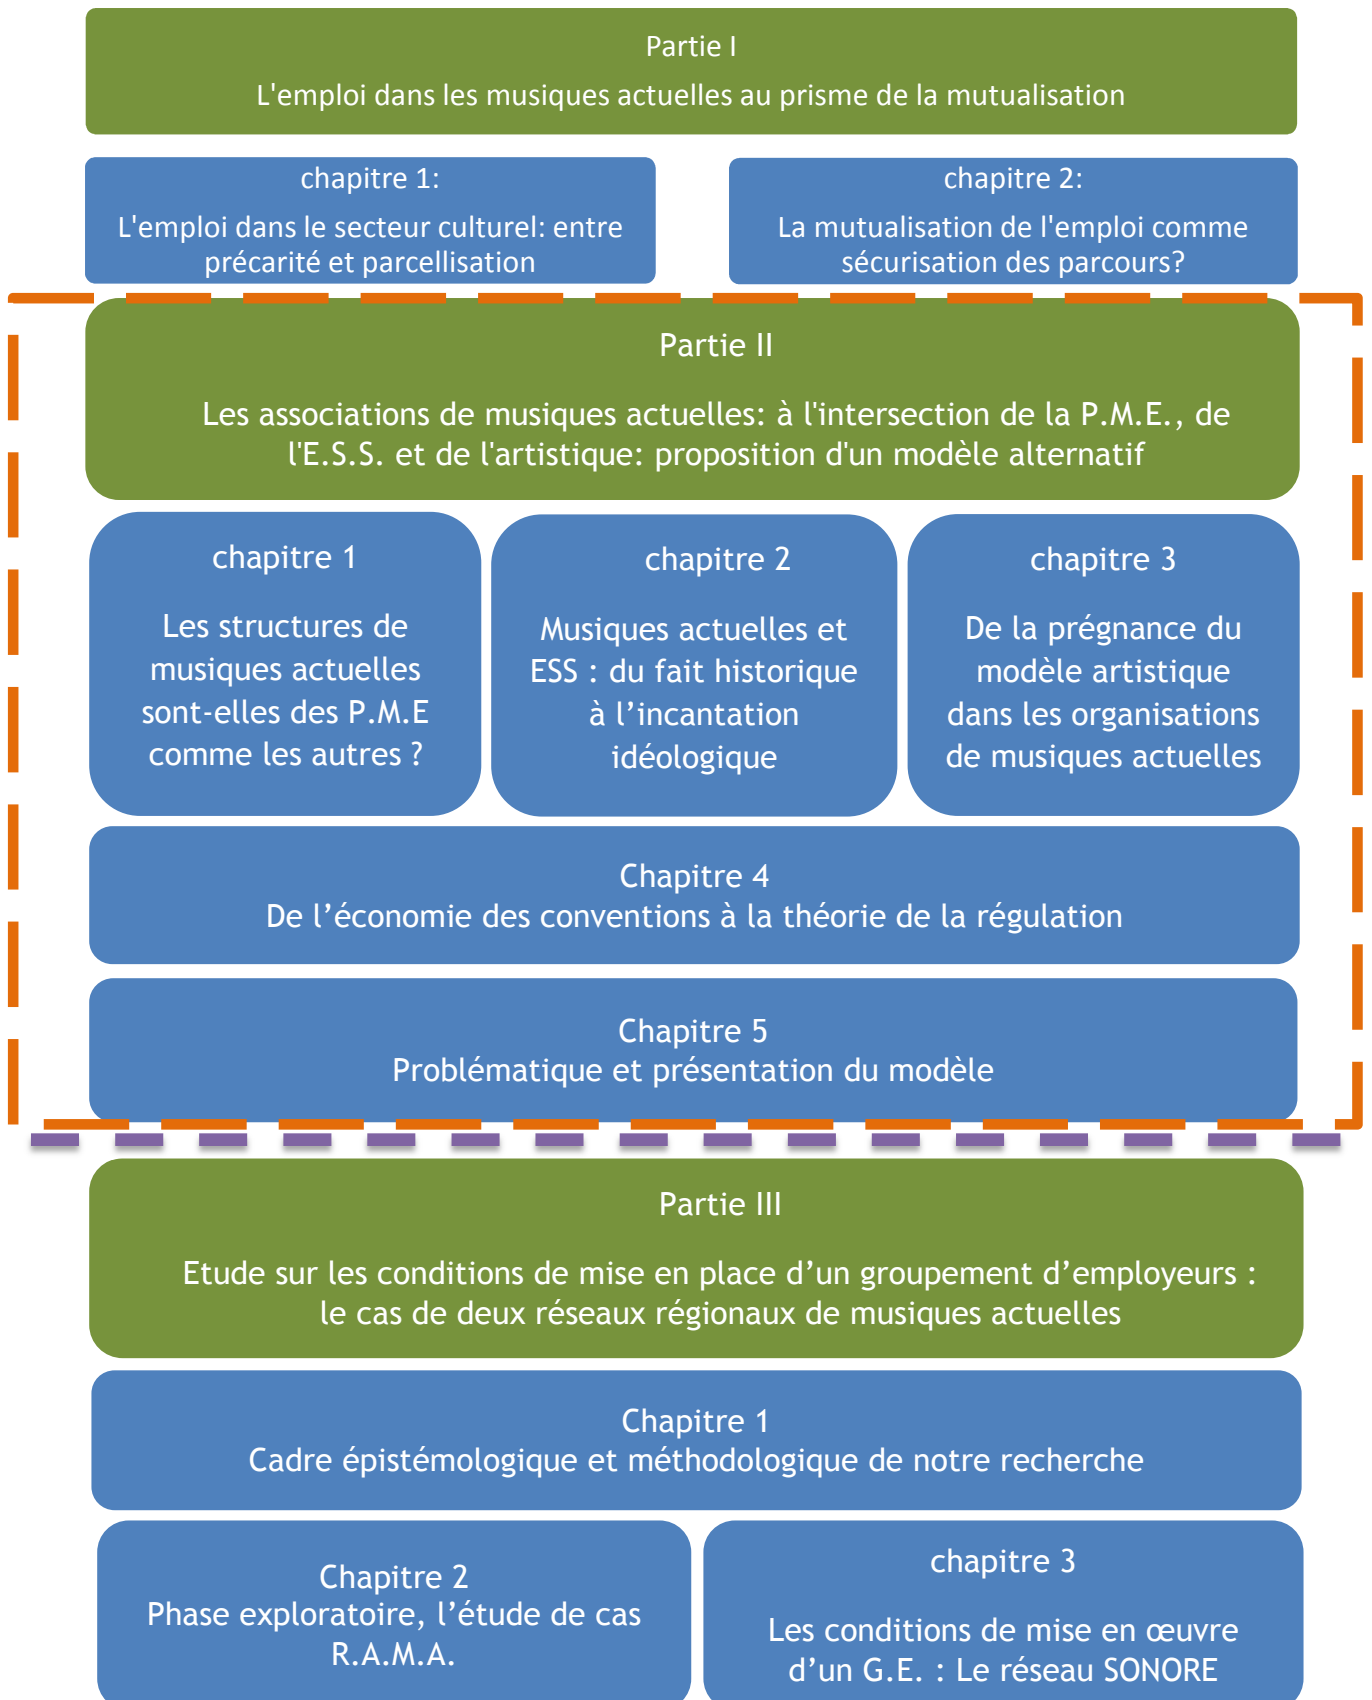 Partie I
L'emploi dans les musiques actuelles au prisme de la mutualisation
chapitre 1:
L'emploi dans le secteur culturel: entre
précarité et parcellisation
chapitre 2:
La mutualisation de l'emploi comme
sécurisation des parcours?
Partie II
Les associations de musiques actuelles: à l'intersection de la P.M.E., de
l'E.S.S. et de l'artistique: proposition d'un modèle alternatif
chapitre 1
Les structures de
musiques actuelles
sont-elles des P.M.E
comme les autres ?
chapitre 2
Musiques actuelles et
ESS : du fait historique
à l’incantation
idéologique
chapitre 3
De la prégnance du
modèle artistique
dans les organisations
de musiques actuelles
Chapitre 4
De l’économie des conventions à la théorie de la régulation
Chapitre 5
Problématique et présentation du modèle
Partie III
Etude sur les conditions de mise en place d’un groupement d’employeurs :
le cas de deux réseaux régionaux de musiques actuelles
Chapitre 1
Cadre épistémologique et méthodologique de notre recherche
Chapitre 2
Phase exploratoire, l’étude de cas
R.A.M.A.
chapitre 3
Les conditions de mise en œuvre
d’un G.E. : Le réseau SONORE